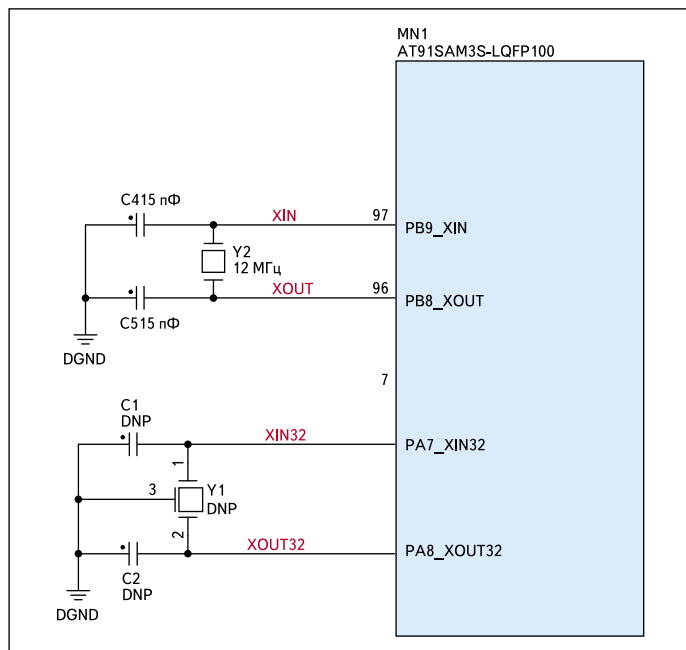 MN1
AT91SAM3S-LQFP100
C415 пФ
XIN
97
PB9_XIN
Y2
12 МГц
XOUT
96
PB8_XOUT
C515 пФ
DGND
7
C1
DNP
XIN32
PA7_XIN32
1
3
Y1
DNP
2
XOUT32
PA8_XOUT32
C2
DNP
DGND